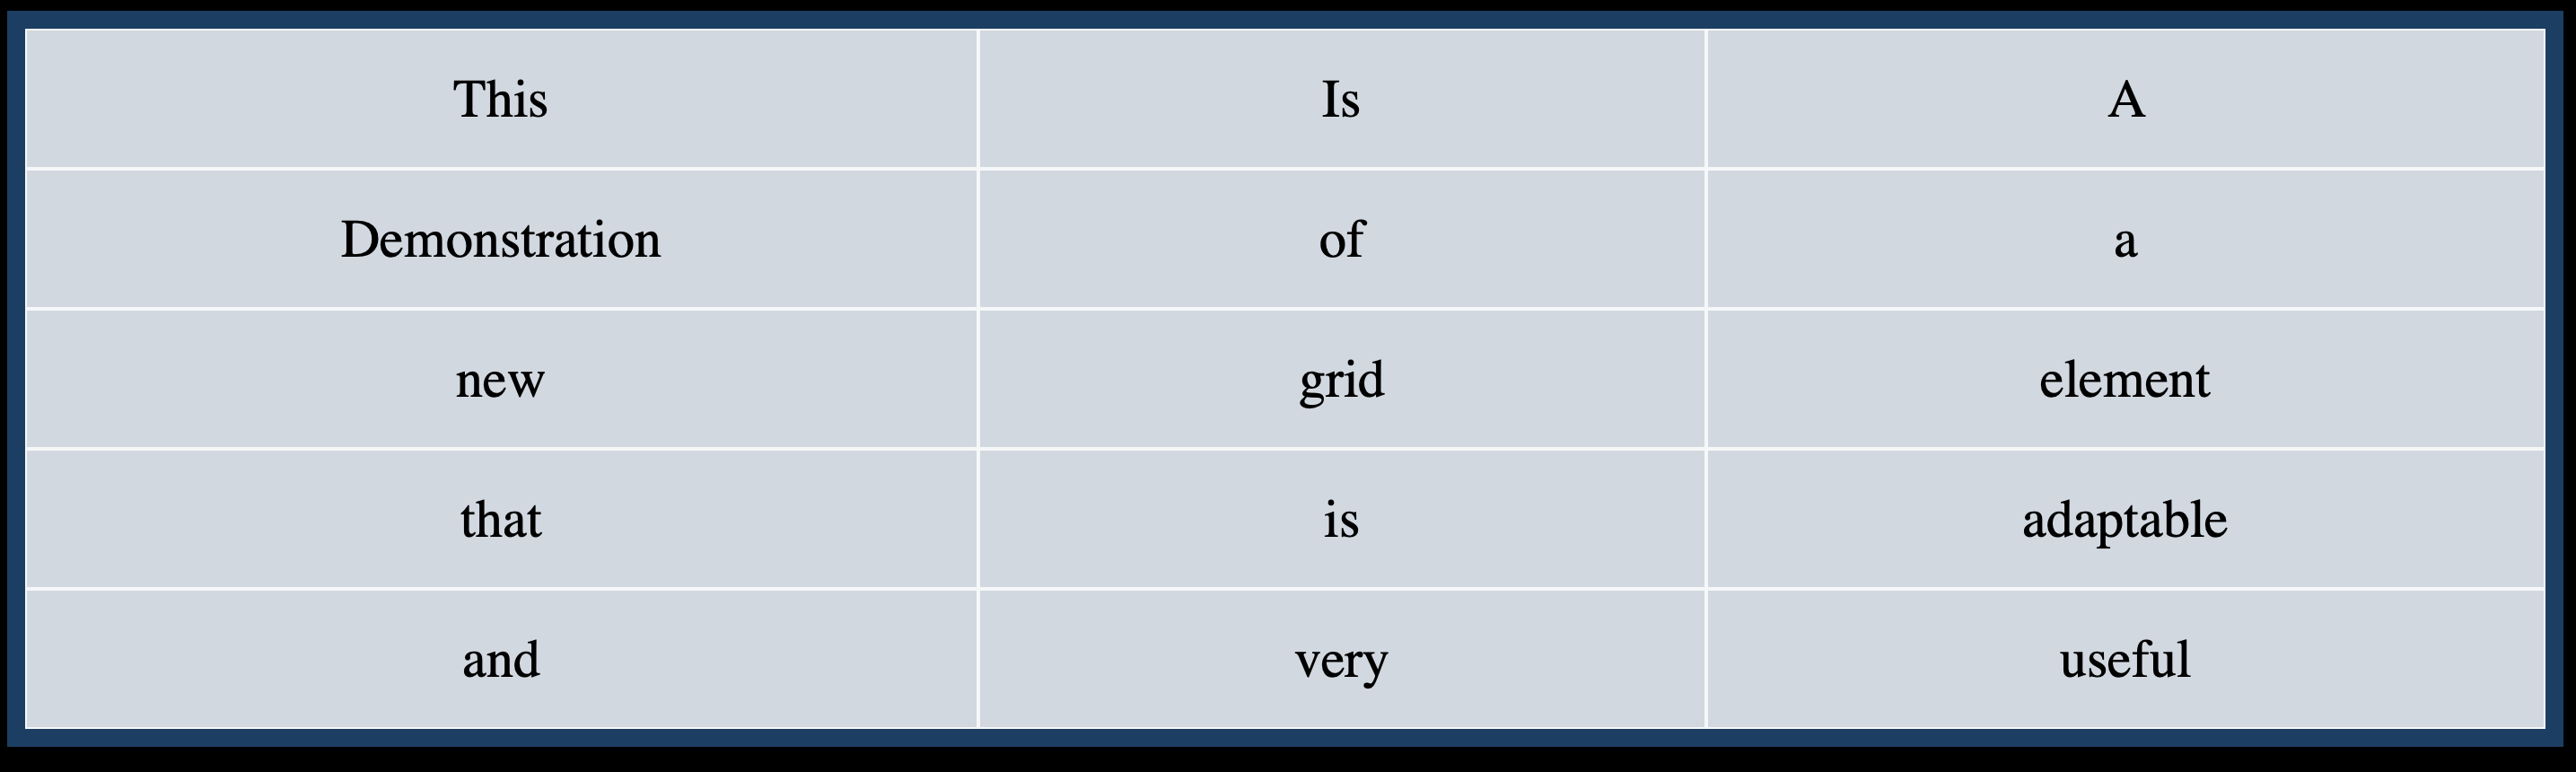 This Is A
Demonstration of a
new grid element
that is adaptable
and very useful